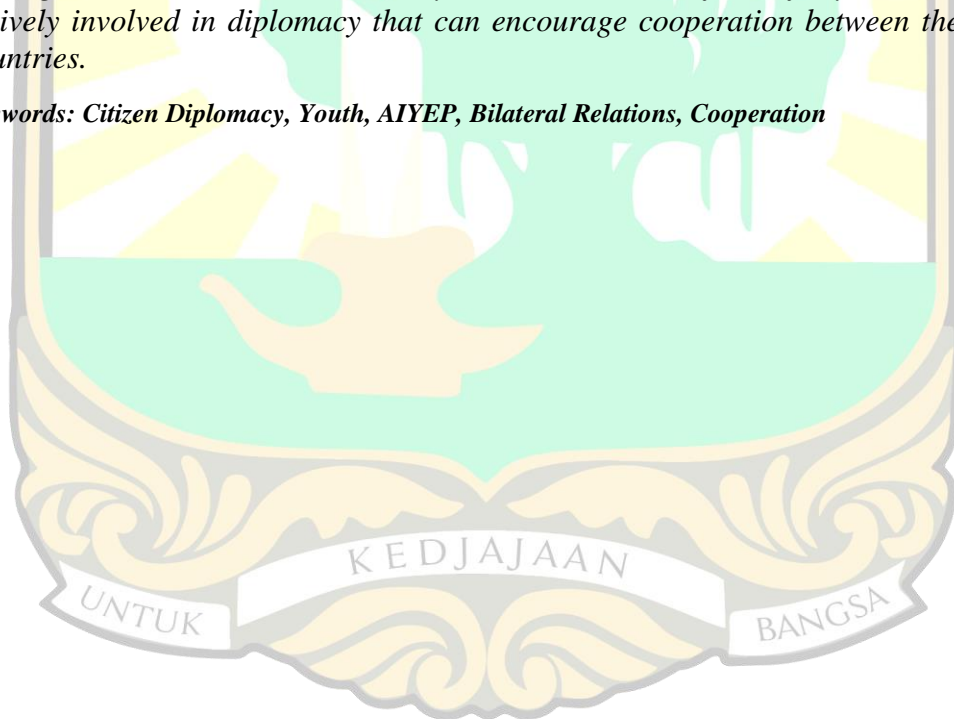 ively involved in diplomacy that can encourage cooperation between the
untries.
words: Citizen Diplomacy, Youth, AIYEP, Bilateral Relations, Cooperation
UNTUK KEDJAJAAN BANGSA